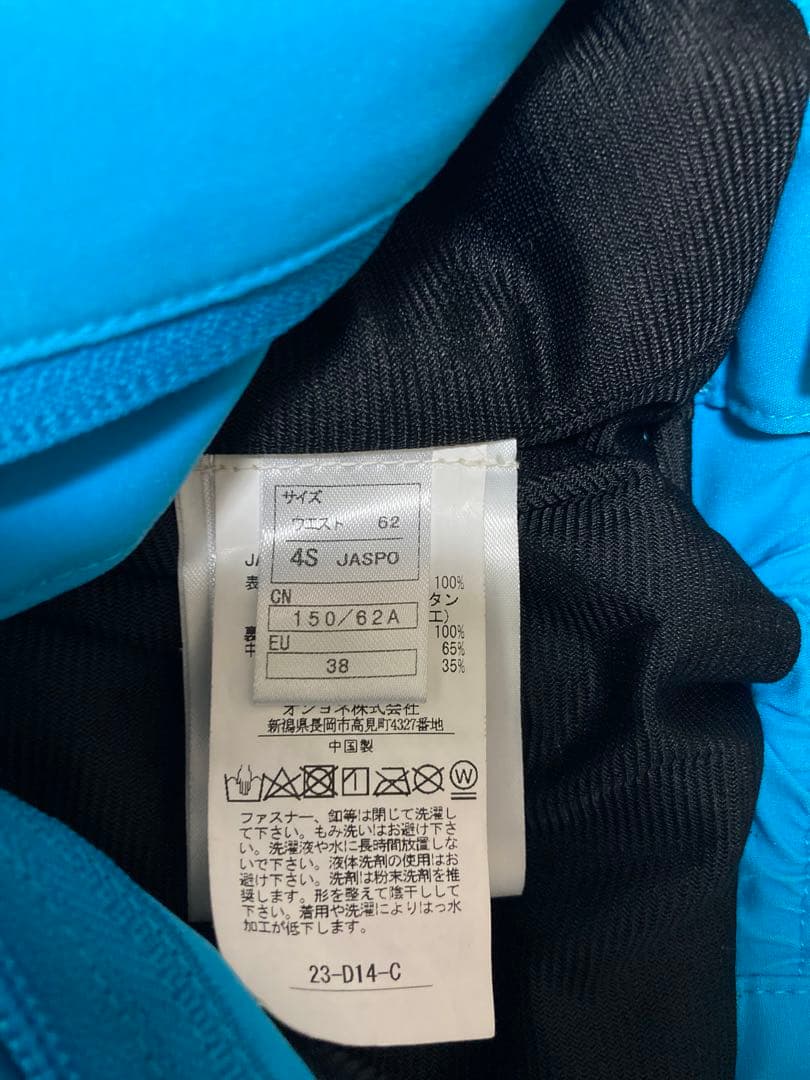 サイズ
ウエスト 62
4S JASPO
CN
150/62A
EU
38
JA
表
100%
タン
エ)
裏
100%
中
65%
35%
オンヨネ株式会社
新潟県長岡市高見町4327番地
中国製
W
ファスナー、釦等は閉じて洗濯し
て下さい。もみ洗いはお避け下さ
い。洗濯液や水に長時間放置しな
いで下さい。液体洗剤の使用はお
避け下さい。洗剤は粉末洗剤を推
奨します。形を整えて陰干しして
下さい。着用や洗濯によりはっ水
加工が低下します。
23-D14-C